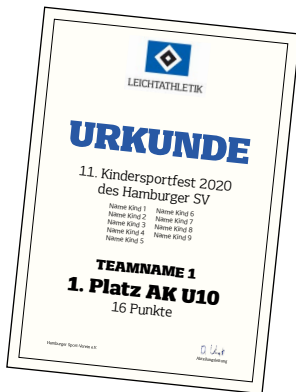 LEICHTATHLETIK
URKUNDE
11. Kindersportfest 2020
des Hamburger SV
Name Kind 1 Name Kind 6
Name Kind 2 Name Kind 7
Name Kind 3 Name Kind 8
Name Kind 4 Name Kind 9
Name Kind 5
TEAMNAME 1
1. Platz AK U10
16 Punkte
Hamburger Sport-Verein e.V.
Abteilungsleitung